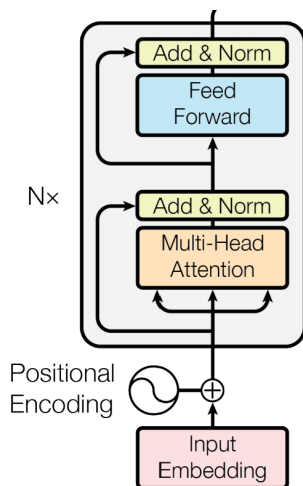 Add & Norm
Feed
Forward
N×
Add & Norm
Multi-Head
Attention
Positional
Encoding
Input
Embedding